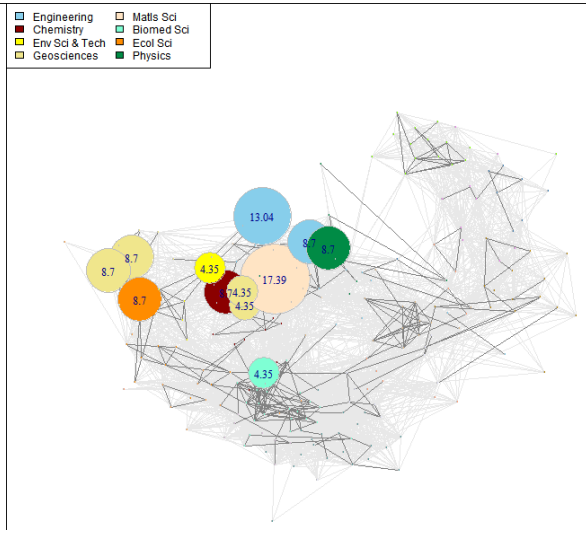 Engineering
Matls Sci
Chemistry
Biomed Sci
Env Sci & Tech
Ecol Sci
Geosciences
Physics
13.04
8.7
8.7
8.7
8.7
4.35
17.39
4.35
8.7
4.35
4.35